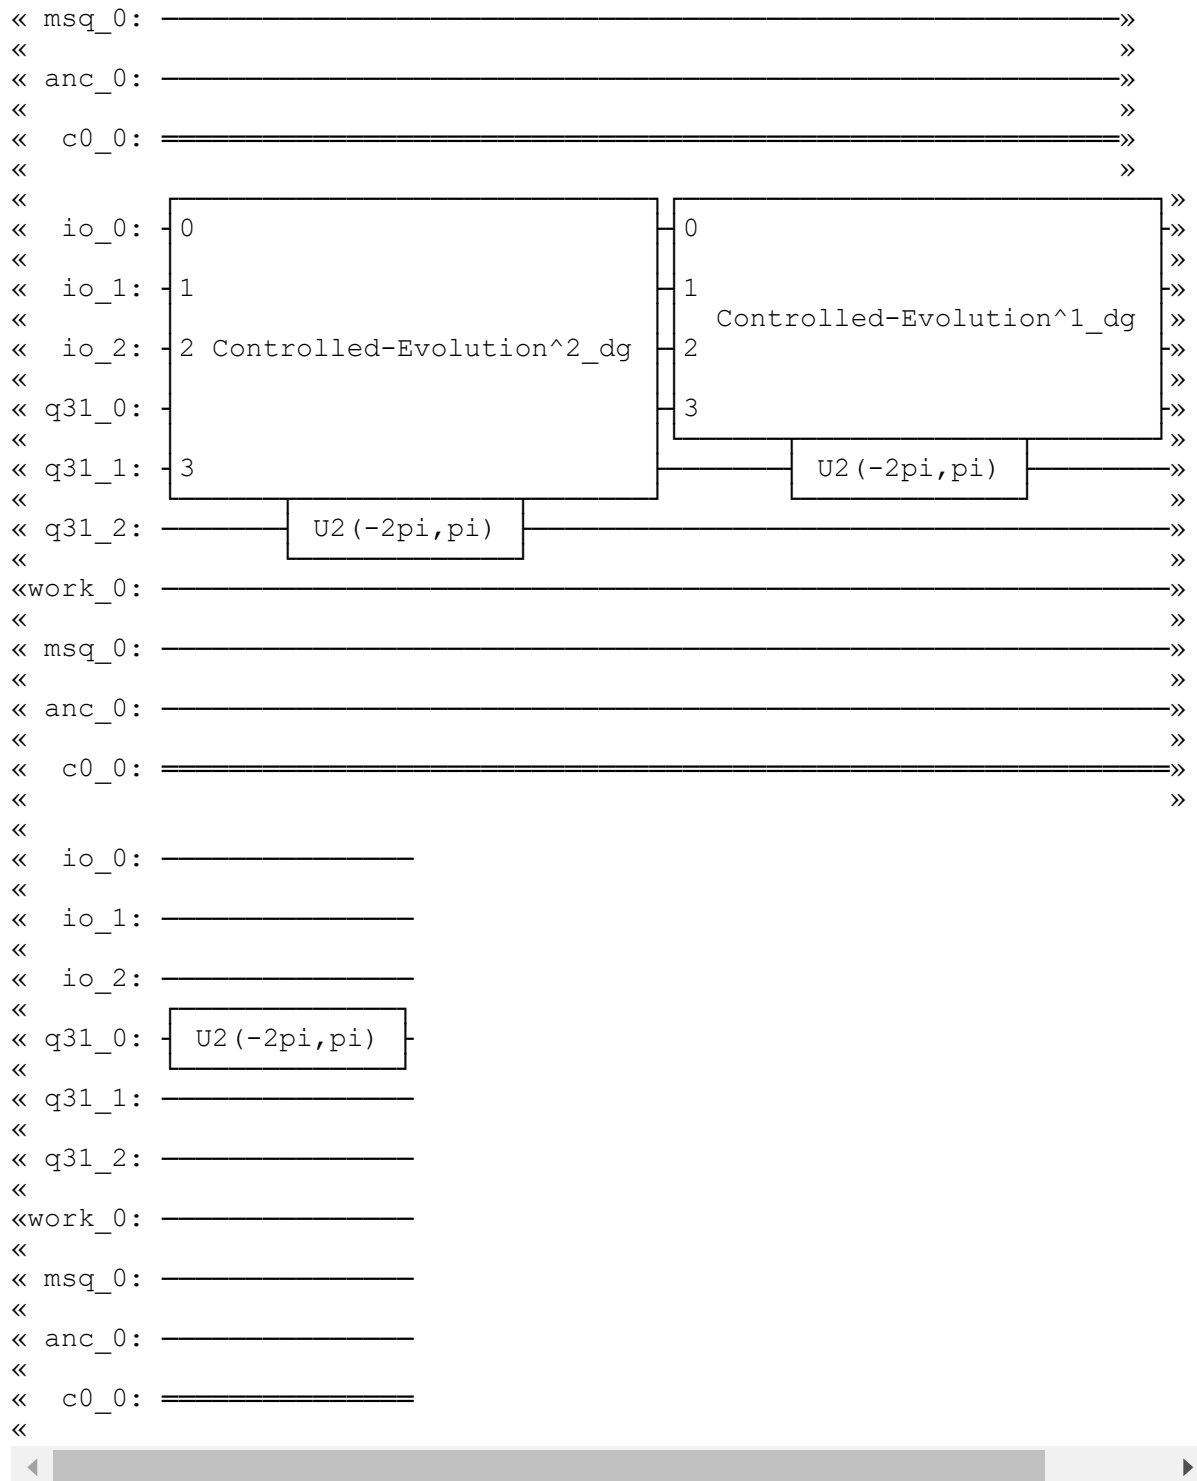 « msq_0: ─────────────────────────────────────────────────────────»
«                                                                 »
« anc_0: ─────────────────────────────────────────────────────────»
«                                                                 »
«  c0_0: ═════════════════════════════════════════════════════════»
«                                                                 »
«        ┌────────────────────────────┐┌────────────────────────────┐»
«  io_0: ┤0                           ├┤0                           ├»
«        │                            ││                            │»
«  io_1: ┤1                           ├┤1                           ├»
«        │                            ││  Controlled-Evolution^1_dg │»
«  io_2: ┤2 Controlled-Evolution^2_dg ├┤2                           ├»
«        │                            ││                            │»
« q31_0: ┤                            ├┤3                           ├»
«        │                            │└──────┬─────────────┬───────┘»
« q31_1: ┤3                           ├───────┤ U2(-2pi,pi) ├────────»
«        └──────┬─────────────┬───────┘       └─────────────┘        »
« q31_2: ───────┤ U2(-2pi,pi) ├──────────────────────────────────────»
«               └─────────────┘                                      »
«work_0: ────────────────────────────────────────────────────────────»
«                                                                    »
« msq_0: ────────────────────────────────────────────────────────────»
«                                                                    »
« anc_0: ────────────────────────────────────────────────────────────»
«                                                                    »
«  c0_0: ════════════════════════════════════════════════════════════»
«                                                                    »
«
«  io_0: ───────────────
«
«  io_1: ───────────────
«
«  io_2: ───────────────
«        ┌─────────────┐
« q31_0: ┤ U2(-2pi,pi) ├
«        └─────────────┘
« q31_1: ───────────────
«
« q31_2: ───────────────
«
«work_0: ───────────────
«
« msq_0: ───────────────
«
« anc_0: ───────────────
«
«  c0_0: ═══════════════
«